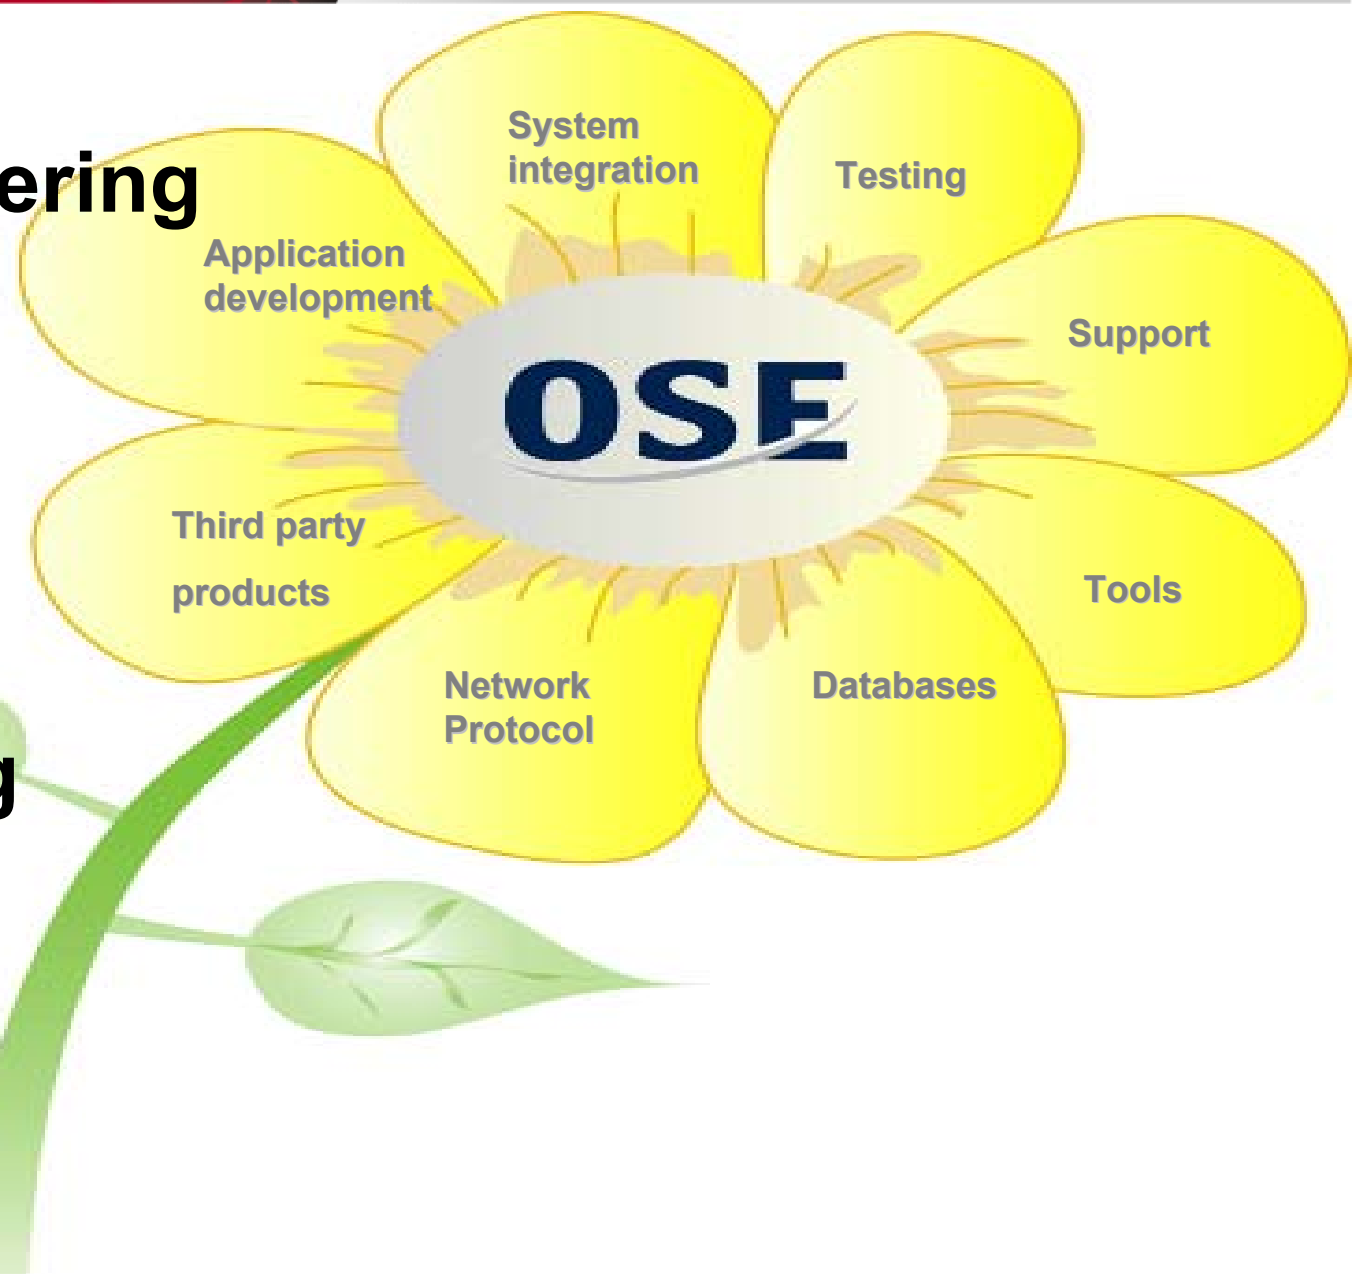 System
integration
Testing
ering
Application
development
Support
OSE
Third party
products
Tools
Network
Protocol
Databases
g